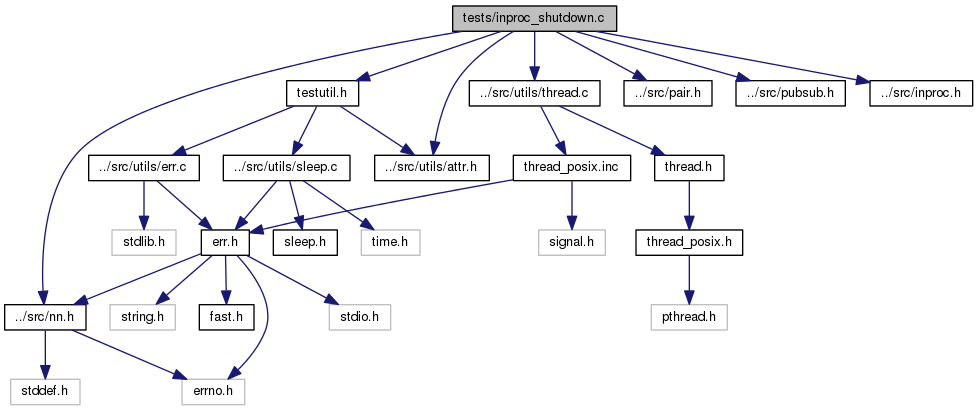 tests/inproc_shutdown.c
testutil.h
../src/utils/thread.c
../src/pair.h
../src/pubsub.h
../src/inproc.h
../src/utils/err.c
../src/utils/sleep.c
../src/utils/attr.h
thread_posix.inc
thread.h
stdlib.h
err.h
sleep.h
time.h
signal.h
thread_posix.h
../src/nn.h
string.h
fast.h
stdio.h
pthread.h
stddef.h
errno.h